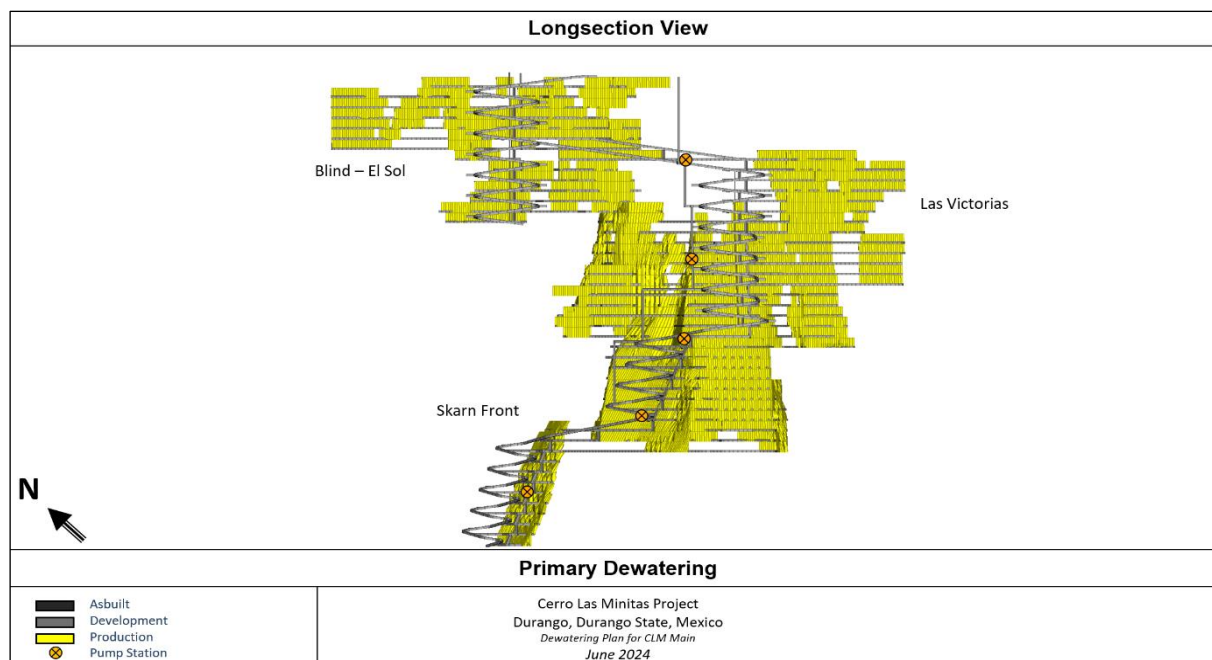 Longsection View
Blind – El Sol
Las Victorias
Skarn Front
N
Primary Dewatering
Asbuilt
Development
Production
Pump Station
Cerro Las Minitas Project
Durango, Durango State, Mexico
Dewatering Plan for CLM Main
June 2024